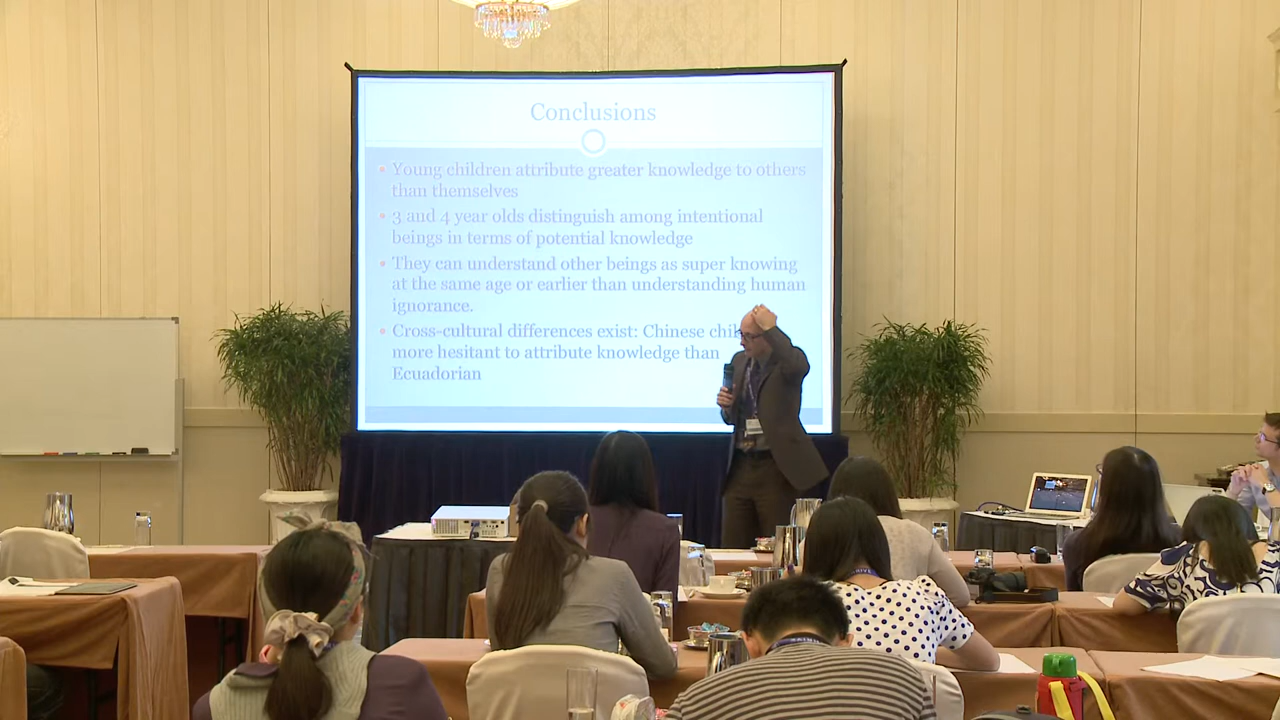 Conclusions
Young children attribute greater knowledge to others
than themselves
3 and 4 year olds distinguish among intentional
beings in terms of potential knowledge
They can understand other beings as super knowing
at the same age or earlier than understanding human
ignorance.
Cross-cultural differences exist: Chinese
more hesitant to attribute knowledge than
Ecuadorian